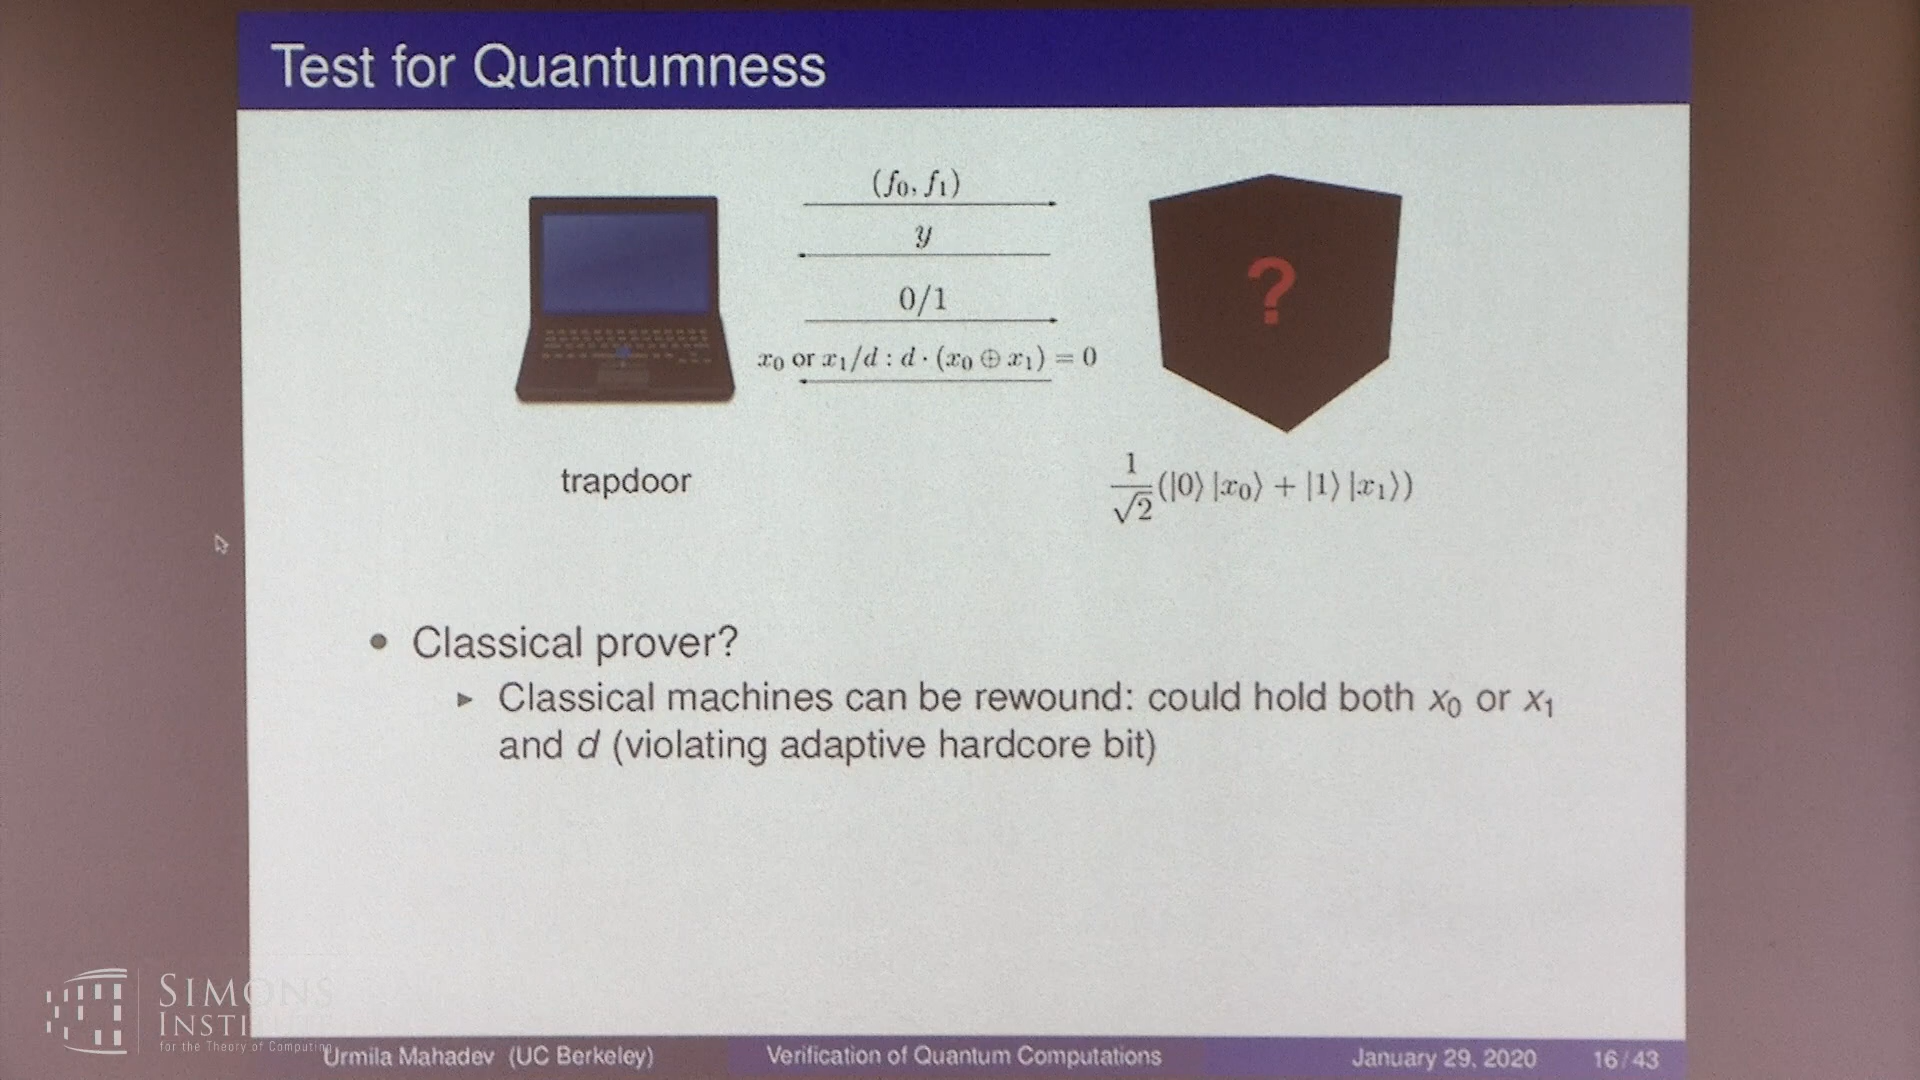 Test for Quantumness
(f₀, f₁)
y
0/1
x₀ or x₁/d : d · (x₀ ⊕ x₁) = 0
?
trapdoor
1/√2 (|0⟩ |x₀⟩ + |1⟩ |x₁⟩)
• Classical prover?
▸ Classical machines can be rewound: could hold both x₀ or x₁
and d (violating adaptive hardcore bit)
SIMONS
INSTITUTE
for the Theory of Computing
Urmila Mahadev (UC Berkeley)
Verification of Quantum Computations
January 29, 2020
16/43